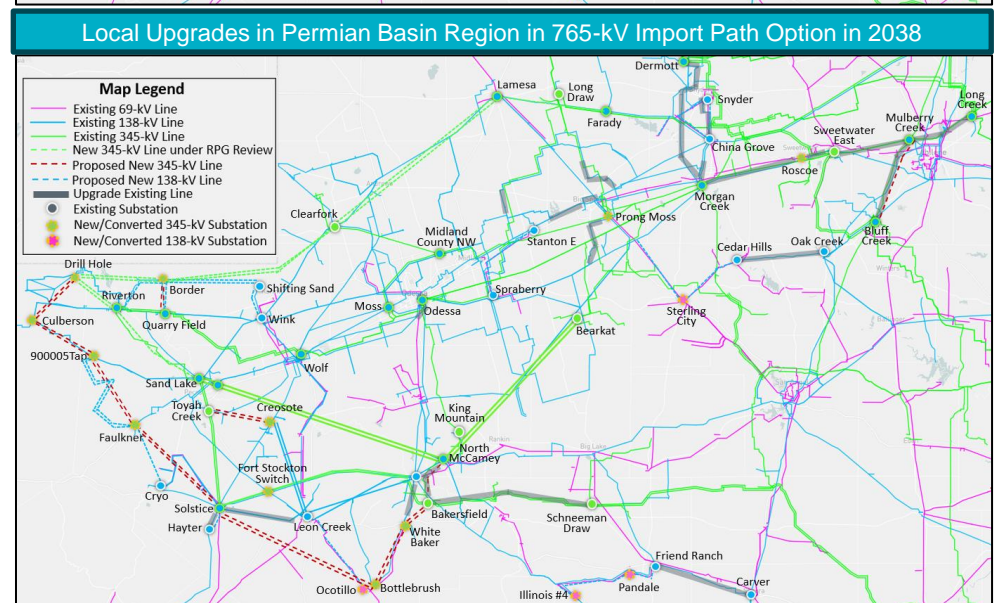 Local Upgrades in Permian Basin Region in 765-kV Import Path Option in 2038
Map Legend
Existing 69-kV Line
Existing 138-kV Line
Existing 345-kV Line
New 345-kV Line under RPG Review
Proposed New 345-kV Line
Proposed New 138-kV Line
Upgrade Existing Line
Existing Substation
New/Converted 345-kV Substation
New/Converted 138-kV Substation
Dermott
Lamesa
Long
Draw
Snyder
Long
Creek
Farady
Mulberry
Creek
China Grove
Sweetwater
East
Roscoe
Morgan
Creek
Clearfork
Prong Moss
Midland
County NW
Stanton E
Bluff
Creek
Cedar Hills
Oak Creek
Drill Hole
Border
Shifting Sand
Riverton
Quarry Field
Wink
Moss
Odessa
Spraberry
Sterling
City
Culberson
Bearkat
900005Tap
Wolf
Sand Lake
Toyah
Creek
Creosote
King
Mountain
Rankin
Big Lake
Faulkner
North
McCamey
Fort Stockton
Switch
Cryo
Solstice
Hayter
Leon Creek
Bakersfield
Schneeman
Draw
White
Baker
Friend Ranch
Ocotillo
Bottlebrush
Pandale
Illinois #4
Carver